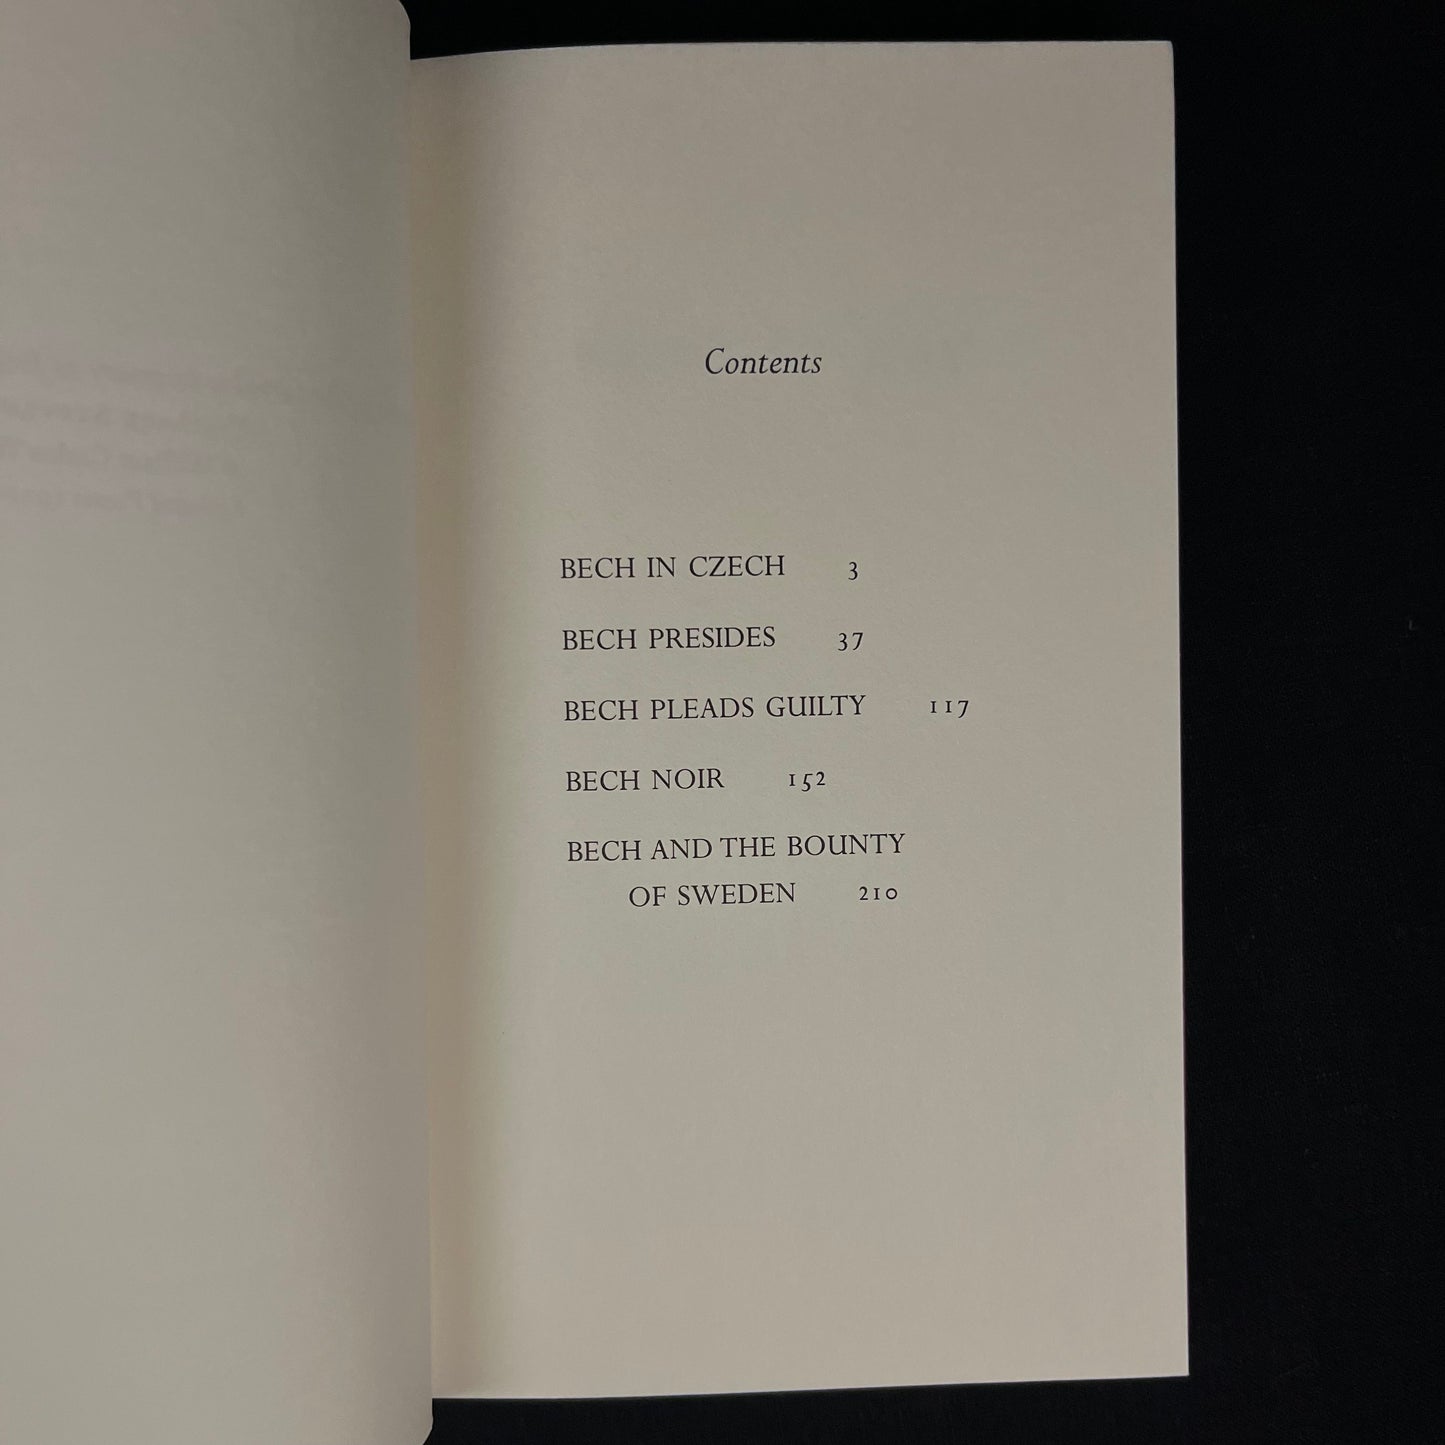 Contents
BECH IN CZECH 3
BECH PRESIDES 37
BECH PLEADS GUILTY 117
BECH NOIR 152
BECH AND THE BOUNTY
OF SWEDEN 210